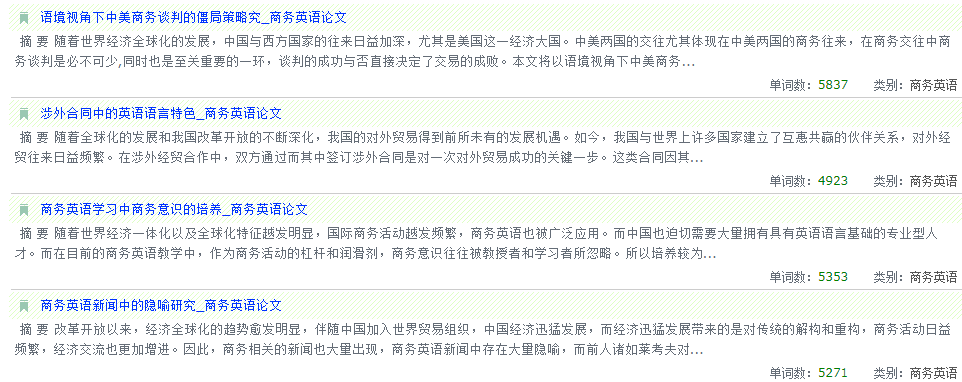 语境视角下中美商务谈判的僵局策略究_商务英语论文
摘 要 随着世界经济全球化的发展，中国与西方国家的往来日益加深，尤其是美国这一经济大国。中美两国的交往尤其体现在中美两国的商务往来，在商务交往中商
务谈判是必不可少,同时也是至关重要的一环，谈判的成功与否直接决定了交易的成败。本文将以语境视角下中美商务...
单词数：5837 类别：商务英语
涉外合同中的英语语言特色_商务英语论文
摘 要 随着全球化的发展和我国改革开放的不断深化，我国的对外贸易得到前所未有的发展机遇。如今，我国与世界上许多国家建立了互惠共赢的伙伴关系，对外经
贸往来日益频繁。在涉外经贸合作中，双方通过而其中签订涉外合同是对一次对外贸易成功的关键一步。这类合同因其...
单词数：4923 类别：商务英语
商务英语学习中商务意识的培养_商务英语论文
摘 要 随着世界经济一体化以及全球化特征越发明显，国际商务活动越发频繁，商务英语也被广泛应用。而中国也迫切需要大量拥有具有英语语言基础的专业型人
才。而在目前的商务英语教学中，作为商务活动的杠杆和润滑剂，商务意识往往被教授者和学习者所忽略。所以培养较为...
单词数：5353 类别：商务英语
商务英语新闻中的隐喻研究_商务英语论文
摘 要 改革开放以来，经济全球化的趋势愈发明显，伴随中国加入世界贸易组织，中国经济迅猛发展，而经济迅猛发展带来的是对传统的解构和重构，商务活动日益
频繁，经济交流也更加增进。因此，商务相关的新闻也大量出现，商务英语新闻中存在大量隐喻，而前人诸如莱考夫对...
单词数：5271 类别：商务英语